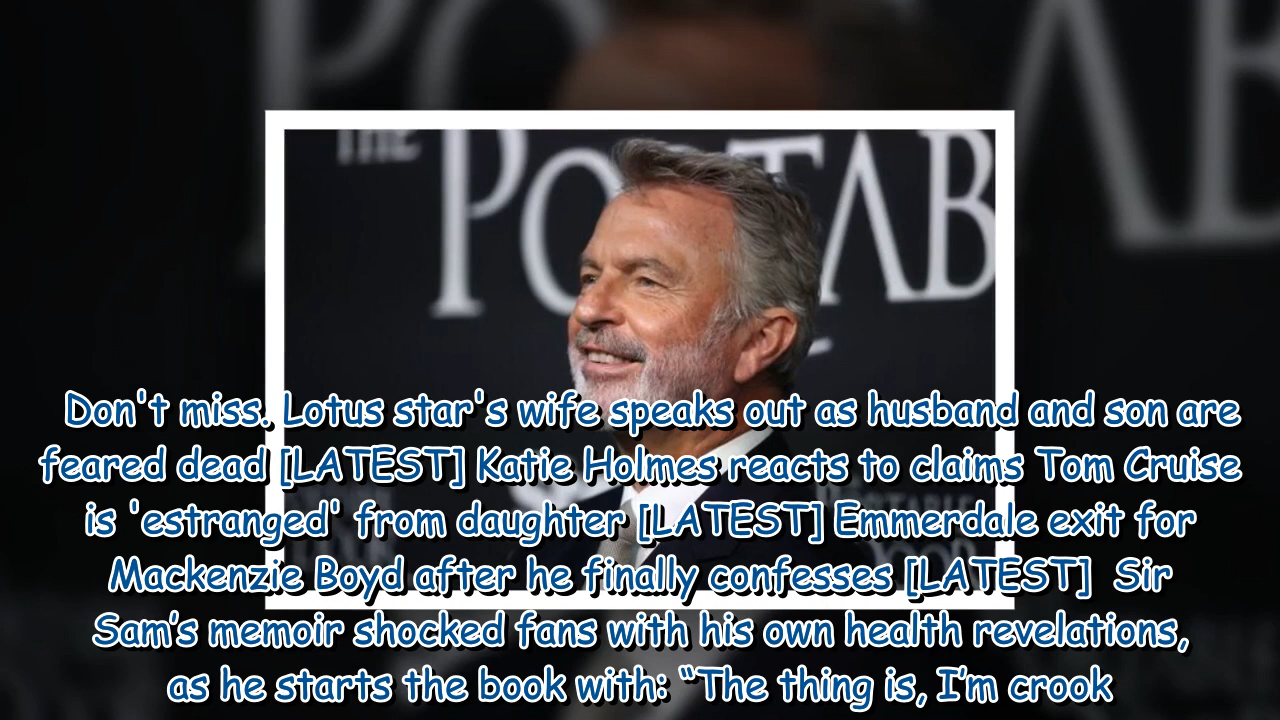 THE
PORTAB
Don't miss. Lotus star's wife speaks out as husband and son are
feared dead [LATEST] Katie Holmes reacts to claims Tom Cruise
is 'estranged' from daughter [LATEST] Emmerdale exit for
Mackenzie Boyd after he finally confesses [LATEST]  Sir
Sam’s memoir shocked fans with his own health revelations,
as he starts the book with: “The thing is, I’m crook